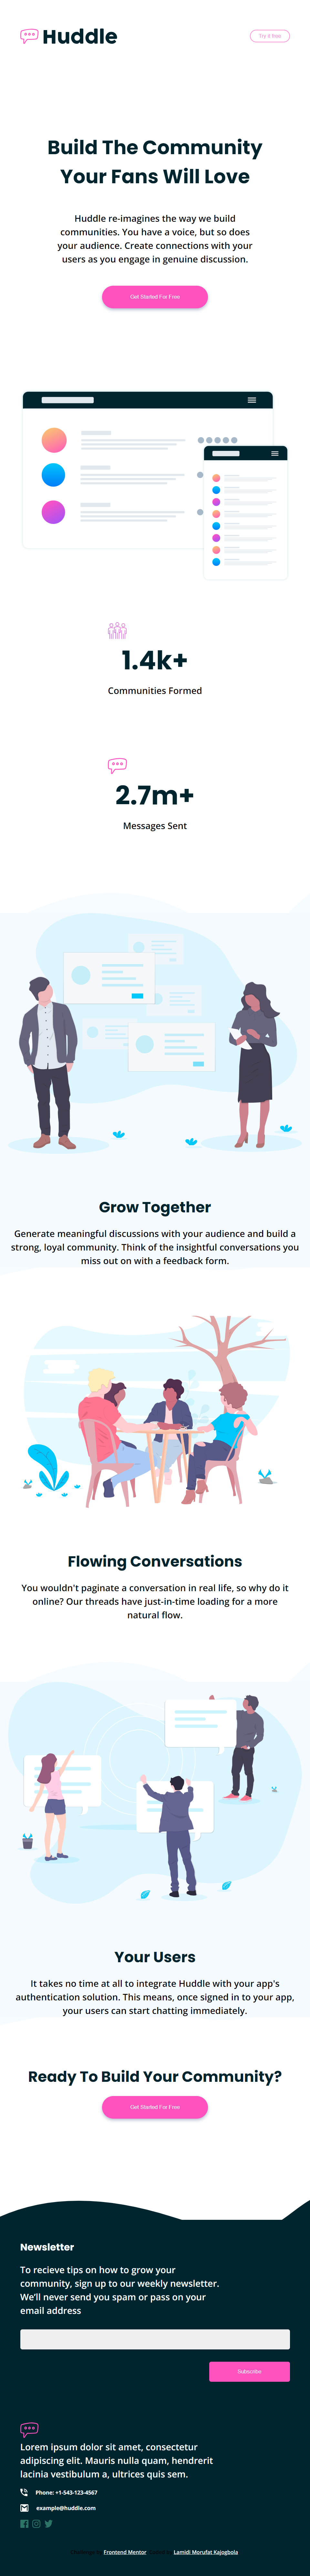 Huddle
Try it Free
Build The Community
Your Fans Will Love
Huddle re-imagines the way we build
communities. You have a voice, but so does
your audience. Create connections with your
users as you engage in genuine discussion.
Get Started For Free
1.4k+
Communities Formed
2.7m+
Messages Sent
Grow Together
Generate meaningful discussions with your audience and build a
strong, loyal community. Think of the insightful conversations you
miss out on with a feedback form.
Flowing Conversations
You wouldn't paginate a conversation in real life, so why do it
online? Our threads have just-in-time loading for a more
natural flow.
Your Users
It takes no time at all to integrate Huddle with your app's
authentication solution. This means, once signed in to your app,
your users can start chatting immediately.
Ready To Build Your Community?
Get Started For Free
Newsletter
To recieve tips on how to grow your
community, sign up to our weekly newsletter.
We'll never send you spam or pass on your
email address
Subscribe
Lorem ipsum dolor sit amet, consectetur
adipiscing elit. Mauris nulla quam, hendrerit
lacinia vestibulum a, ultrices quis sem.
Phone: +1-543-123-4567
example@huddle.com
Challenge by Frontend Mentor. Lamidi Morufat Kajogbola